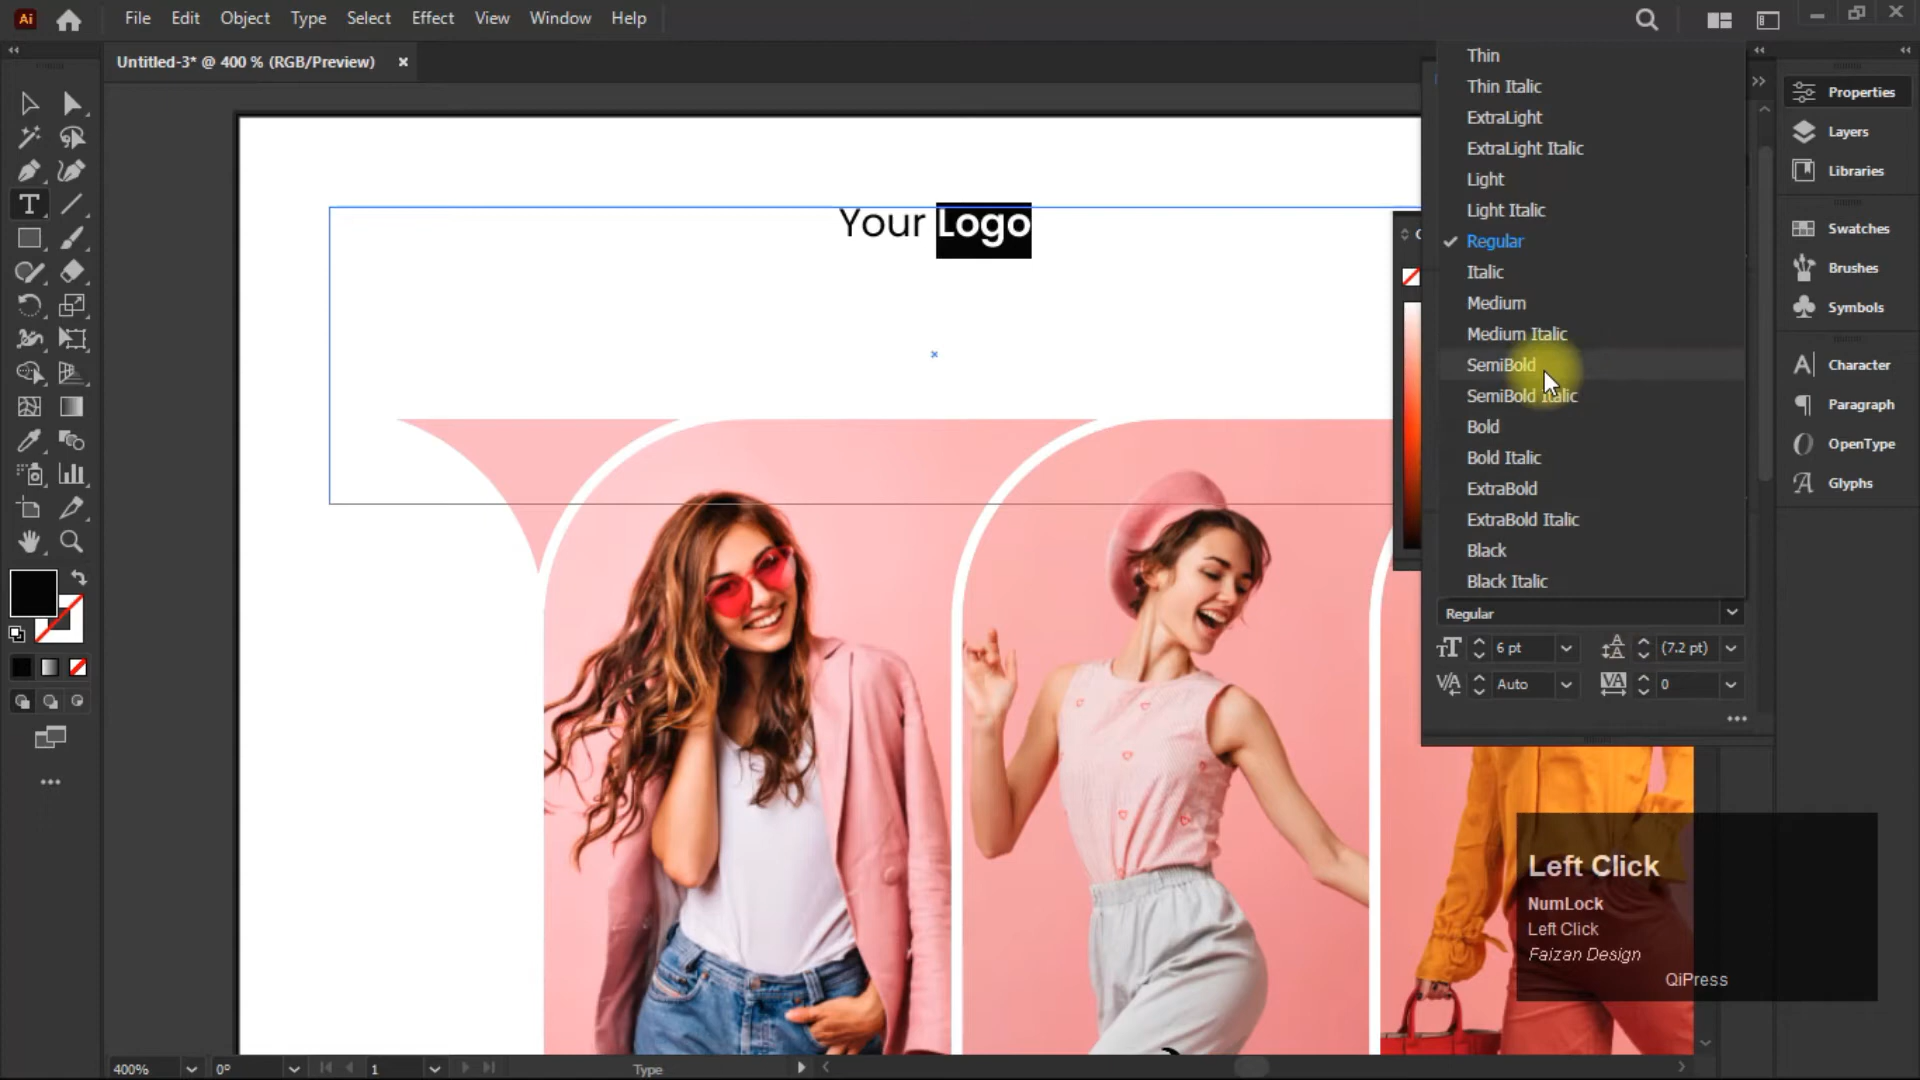 Ai
File Edit Object Type Select Effect View Window Help
Untitled-3* @ 400 % (RGB/Preview) ×
Your Logo
Thin
Thin Italic
ExtraLight
ExtraLight Italic
Light
Light Italic
Regular
Italic
Medium
Medium Italic
SemiBold
SemiBold Italic
Bold
Bold Italic
ExtraBold
ExtraBold Italic
Black
Black Italic
Regular
6 pt (7.2 pt)
Auto 0
Properties
Layers
Libraries
Swatches
Brushes
Symbols
Character
Paragraph
OpenType
Glyphs
Left Click
NumLock
Left Click
Faizan Design
QiPress
400% 0° 1 Type